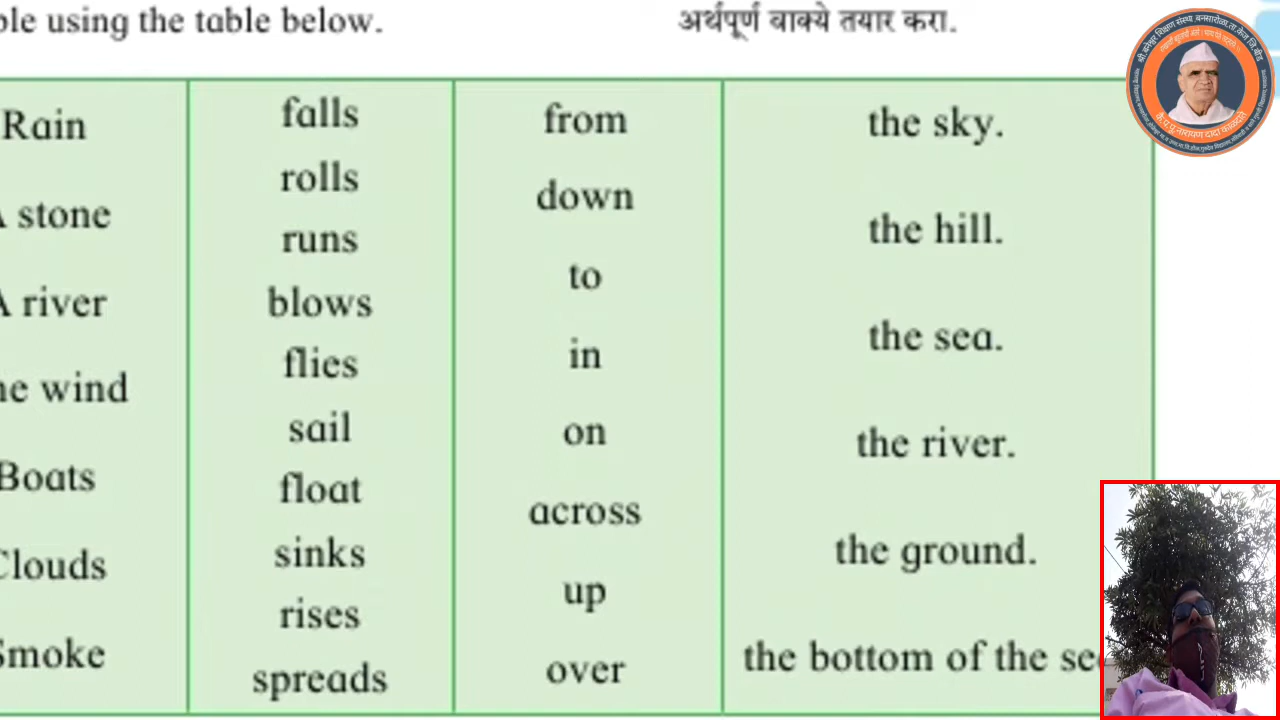 ble using the table below.
अर्थपूर्ण वाक्ये तयार करा.
Rain
A stone
A river
he wind
Boats
Clouds
Smoke
falls
rolls
runs
blows
flies
sail
float
sinks
rises
spreads
from
down
to
in
on
across
up
over
the sky.
the hill.
the sea.
the river.
the ground.
the bottom of the se